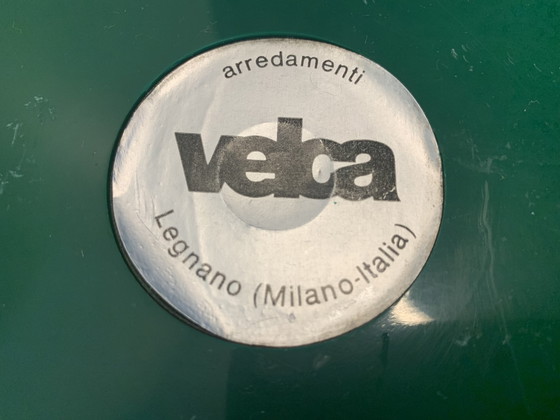 arredamenti
velca
Legnano (Milano-Italia)